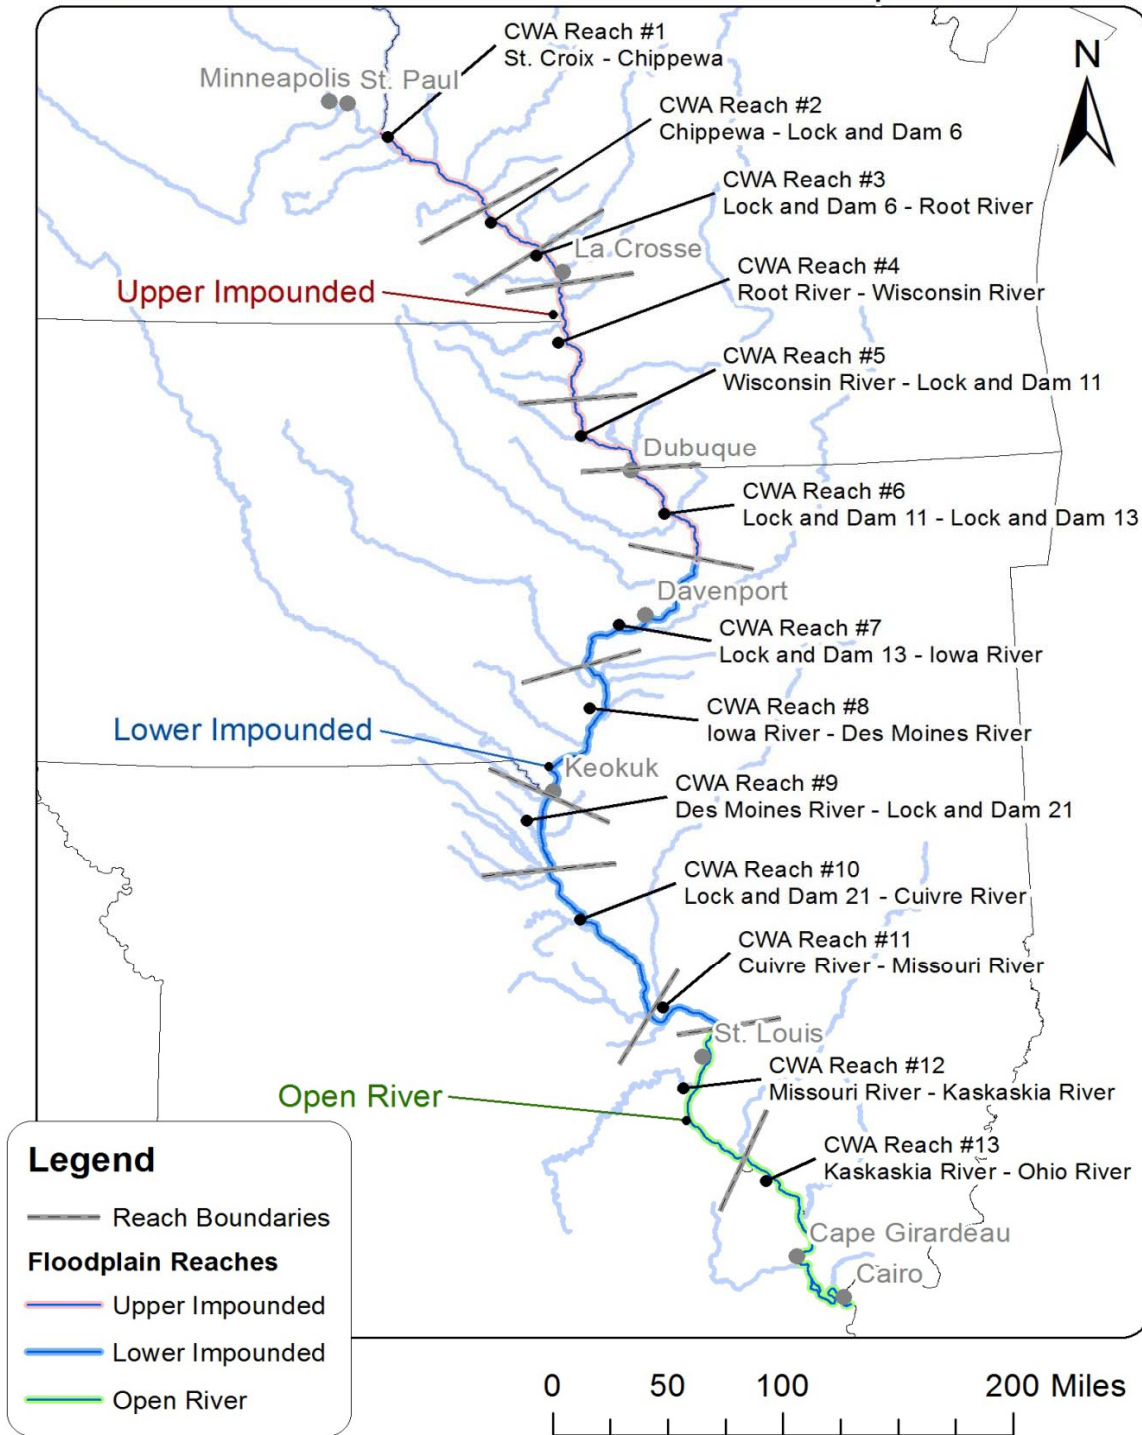 CWA Reach #1
St. Croix - Chippewa
Minneapolis
St. Paul
CWA Reach #2
Chippewa - Lock and Dam 6
N
CWA Reach #3
Lock and Dam 6 - Root River
La Crosse
CWA Reach #4
Root River - Wisconsin River
Upper Impounded
CWA Reach #5
Wisconsin River - Lock and Dam 11
Dubuque
CWA Reach #6
Lock and Dam 11 - Lock and Dam 13
Davenport
CWA Reach #7
Lock and Dam 13 - Iowa River
CWA Reach #8
Iowa River - Des Moines River
Lower Impounded
Keokuk
CWA Reach #9
Des Moines River - Lock and Dam 21
CWA Reach #10
Lock and Dam 21 - Cuivre River
CWA Reach #11
Cuivre River - Missouri River
St. Louis
CWA Reach #12
Missouri River - Kaskaskia River
Open River
CWA Reach #13
Kaskaskia River - Ohio River
Cape Girardeau
Cairo
Legend
Reach Boundaries
Floodplain Reaches
Upper Impounded
Lower Impounded
Open River
0 50 100 200 Miles